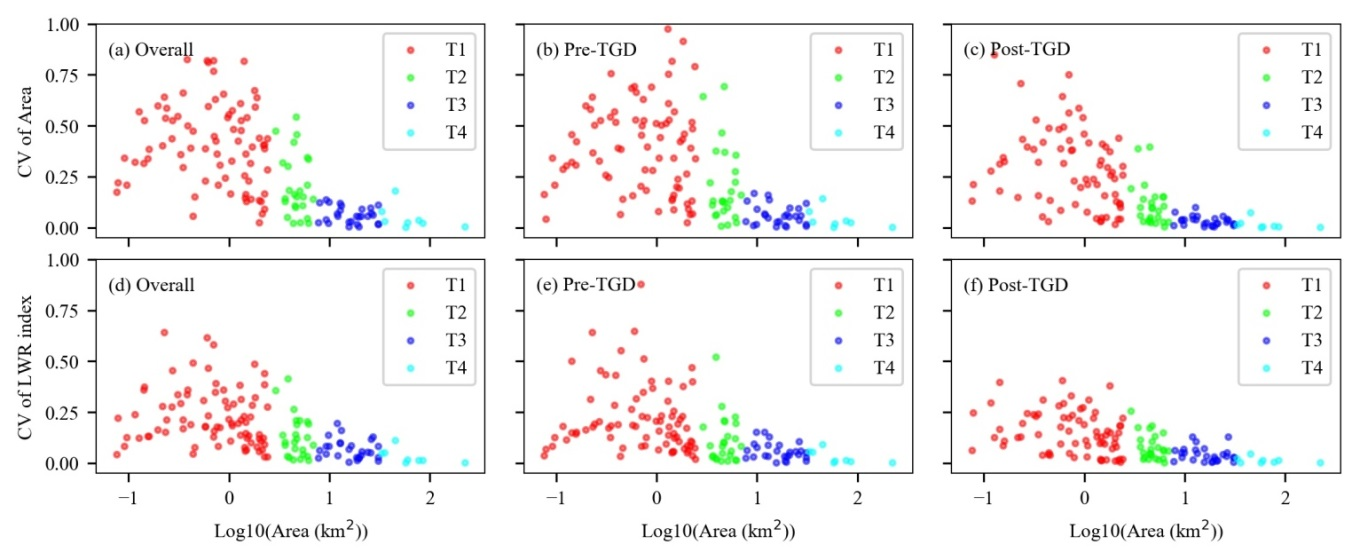 1.00
0.75
0.50
0.25
0.00
CV of Area
(a) Overall
T1
T2
T3
T4
(b) Pre-TGD
T1
T2
T3
T4
(c) Post-TGD
T1
T2
T3
T4
1.00
0.75
0.50
0.25
0.00
CV of LWR index
(d) Overall
T1
T2
T3
T4
(e) Pre-TGD
T1
T2
T3
T4
(f) Post-TGD
T1
T2
T3
T4
−1 0 1 2
−1 0 1 2
−1 0 1 2
Log10(Area (km²))
Log10(Area (km²))
Log10(Area (km²))